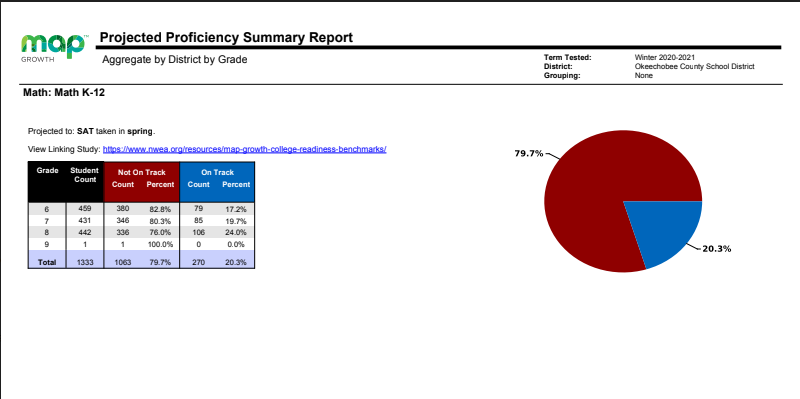 map
GROWTH
Projected Proficiency Summary Report
Aggregate by District by Grade
Term Tested: Winter 2020-2021
District: Okeechobee County School District
Grouping: None
Math: Math K-12
Projected to: SAT taken in spring.
View Linking Study: https://www.nwea.org/resources/map-growth-college-readiness-benchmarks/
Grade Student Count Not On Track Count Percent On Track Count Percent
6 459 380 82.8% 79 17.2%
7 431 346 80.3% 85 19.7%
8 442 336 76.0% 106 24.0%
9 1 1 100.0% 0 0.0%
Total 1333 1063 79.7% 270 20.3%
79.7%
20.3%